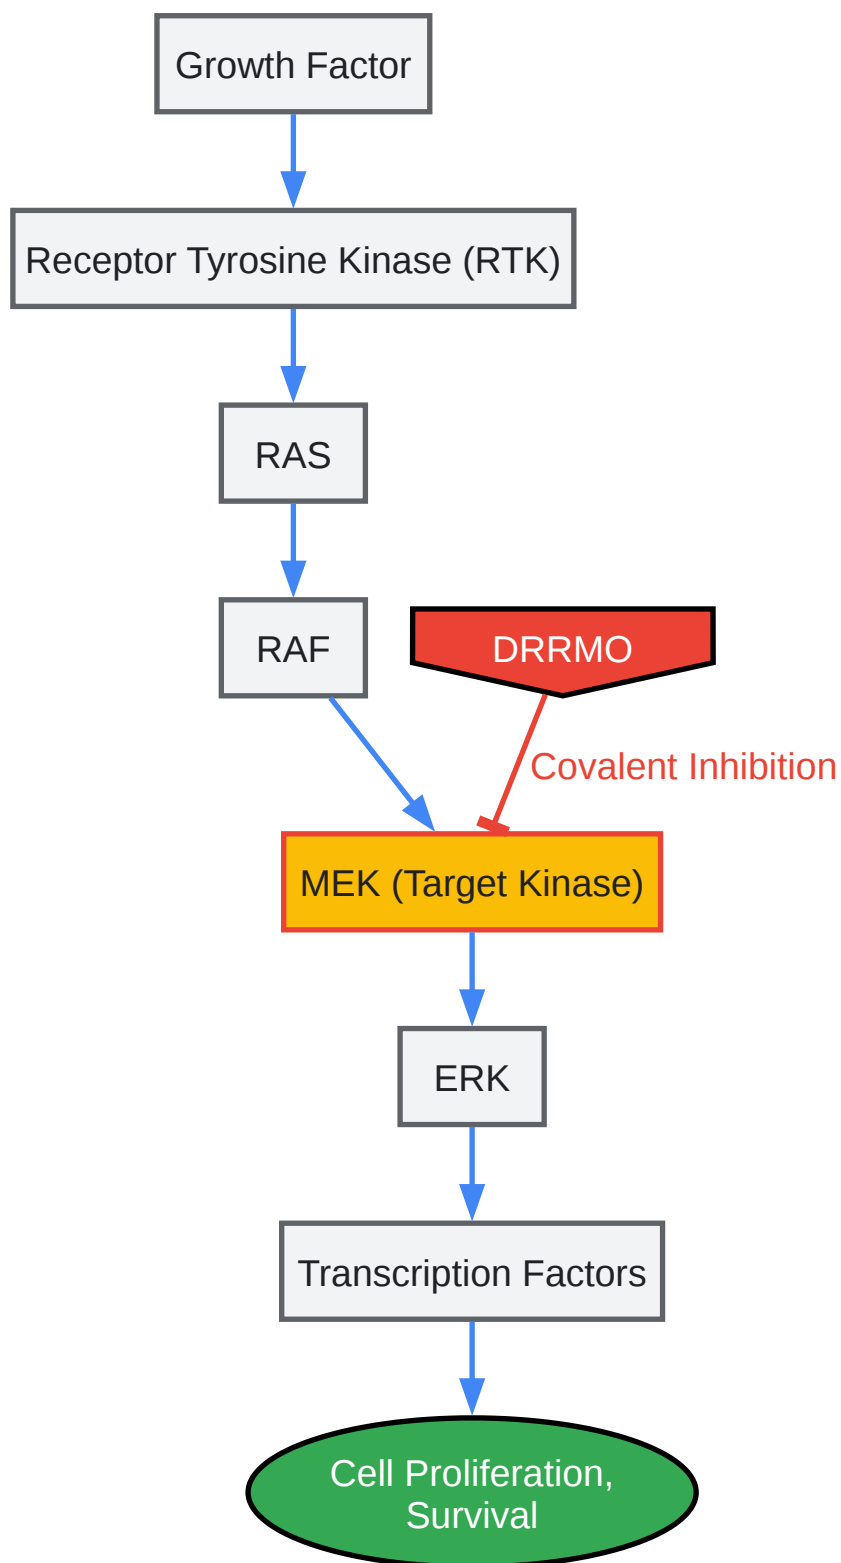 Growth Factor
Receptor Tyrosine Kinase (RTK)
RAS
RAF
DRRMO
Covalent Inhibition
MEK (Target Kinase)
ERK
Transcription Factors
Cell Proliferation,
Survival